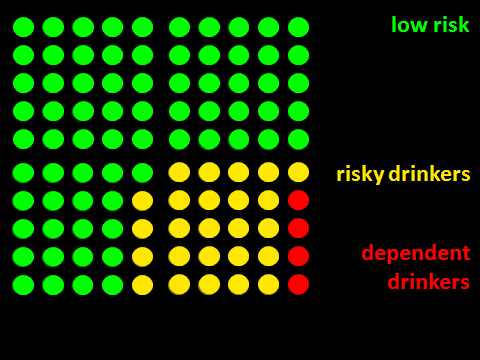 low risk
risky drinkers
dependent
drinkers